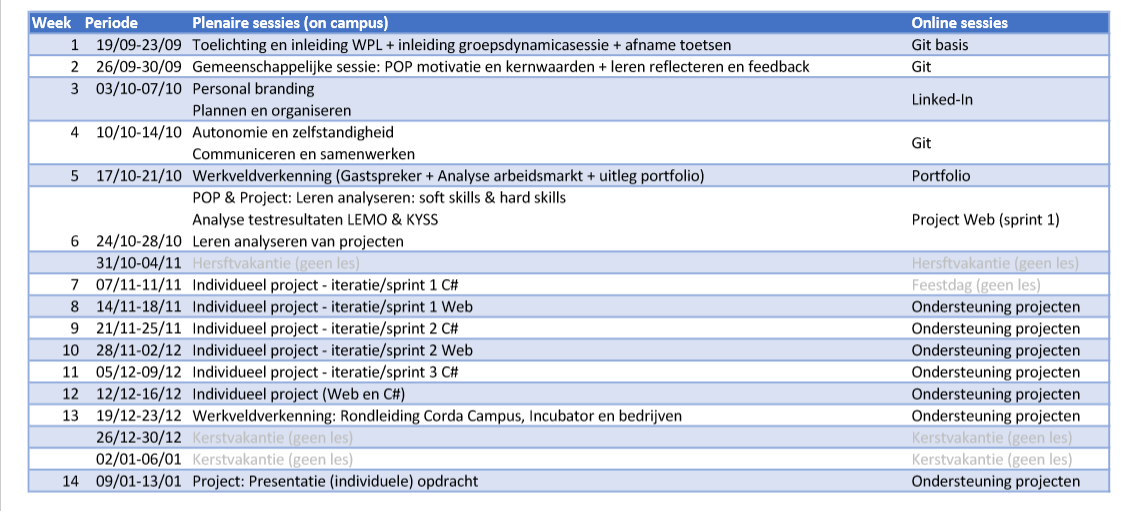 Week Periode Plenaire sessies (on campus) Online sessies
1 19/09-23/09 Toelichting en inleiding WPL + inleiding groepsdynamicasessie + afname toetsen Git basis
2 26/09-30/09 Gemeenschappelijke sessie: POP motivatie en kernwaarden + leren reflecteren en feedback Git
3 03/10-07/10 Personal branding
Plannen en organiseren
Linked-In
4 10/10-14/10 Autonomie en zelfstandigheid
Communiceren en samenwerken
Git
5 17/10-21/10 Werkveldverkenning (Gastspreker + Analyse arbeidsmarkt + uitleg portfolio) Portfolio
POP & Project: Leren analyseren: soft skills & hard skills
Analyse testresultaten LEMO & KYSS Project Web (sprint 1)
6 24/10-28/10 Leren analyseren van projecten
31/10-04/11 Hersftvakantie (geen les) Hersftvakantie (geen les)
7 07/11-11/11 Individueel project - iteratie/sprint 1 C# Feestdag (geen les)
8 14/11-18/11 Individueel project - iteratie/sprint 1 Web Ondersteuning projecten
9 21/11-25/11 Individueel project - iteratie/sprint 2 C# Ondersteuning projecten
10 28/11-02/12 Individueel project - iteratie/sprint 2 Web Ondersteuning projecten
11 05/12-09/12 Individueel project - iteratie/sprint 3 C# Ondersteuning projecten
12 12/12-16/12 Individueel project (Web en C#) Ondersteuning projecten
13 19/12-23/12 Werkveldverkenning: Rondleiding Corda Campus, Incubator en bedrijven Ondersteuning projecten
26/12-30/12 Kerstvakantie (geen les) Kerstvakantie (geen les)
02/01-06/01 Kerstvakantie (geen les) Kerstvakantie (geen les)
14 09/01-13/01 Project: Presentatie (individuele) opdracht Ondersteuning projecten